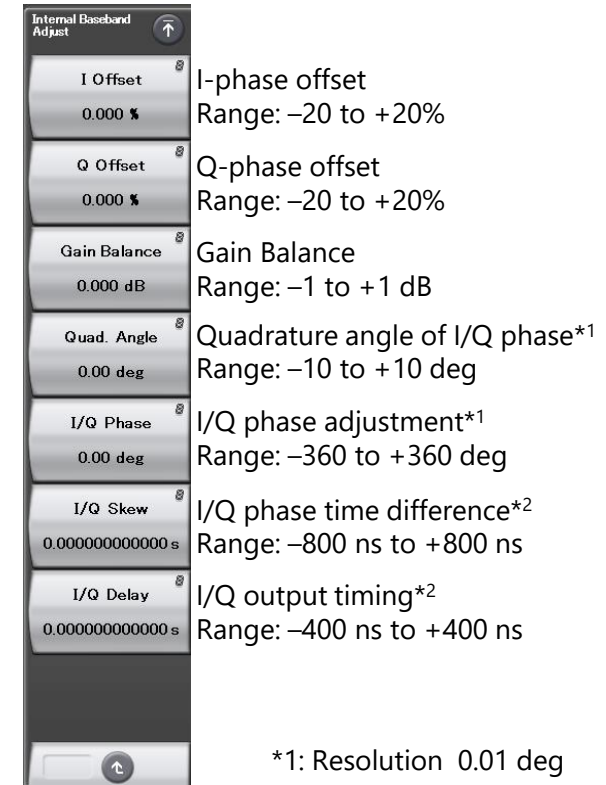 Internal Baseband
Adjust
I Offset
0.000 %
I-phase offset
Range: –20 to +20%
Q Offset
0.000 %
Q-phase offset
Range: –20 to +20%
Gain Balance
0.000 dB
Gain Balance
Range: –1 to +1 dB
Quad. Angle
0.00 deg
Quadrature angle of I/Q phase*1
Range: –10 to +10 deg
I/Q Phase
0.00 deg
I/Q phase adjustment*1
Range: –360 to +360 deg
I/Q Skew
0.000000000000 s
I/Q phase time difference*2
Range: –800 ns to +800 ns
I/Q Delay
0.000000000000 s
I/Q output timing*2
Range: –400 ns to +400 ns
*1: Resolution 0.01 deg